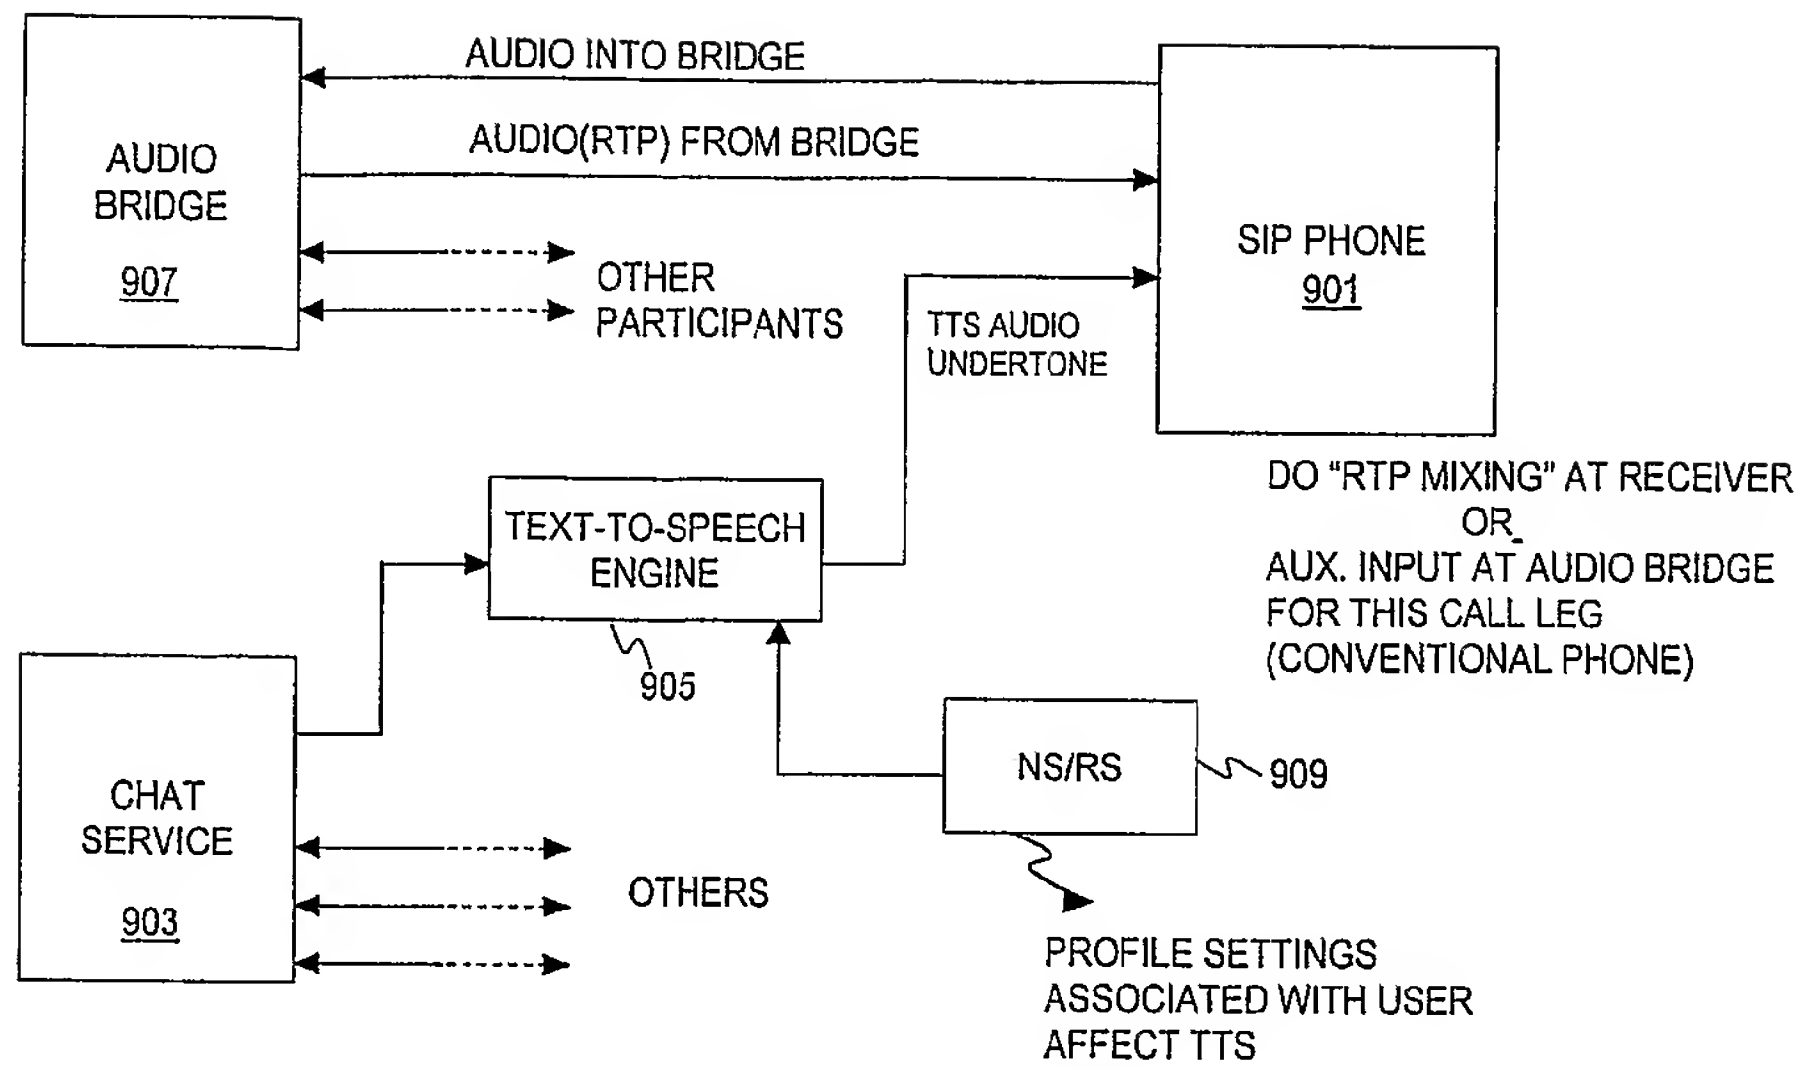 AUDIO INTO BRIDGE
AUDIO(RTP) FROM BRIDGE
AUDIO
BRIDGE
907
OTHER
PARTICIPANTS
SIP PHONE
901
TTS AUDIO
UNDERTONE
DO “RTP MIXING” AT RECEIVER
OR
AUX. INPUT AT AUDIO BRIDGE
FOR THIS CALL LEG
(CONVENTIONAL PHONE)
TEXT-TO-SPEECH
ENGINE
905
NS/RS
909
CHAT
SERVICE
903
OTHERS
PROFILE SETTINGS
ASSOCIATED WITH USER
AFFECT TTS